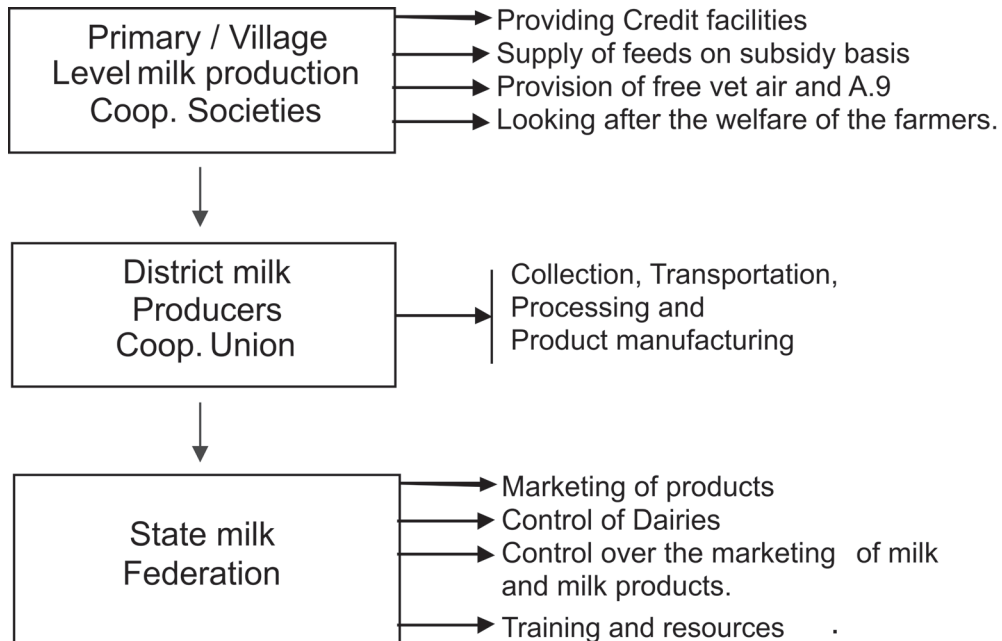 Primary / Village
Level milk production
Coop. Societies
Providing Credit facilities
Supply of feeds on subsidy basis
Provision of free vet air and A.9
Looking after the welfare of the farmers.
District milk
Producers
Coop. Union
Collection, Transportation,
Processing and
Product manufacturing
State milk
Federation
Marketing of products
Control of Dairies
Control over the marketing of milk
and milk products.
Training and resources .